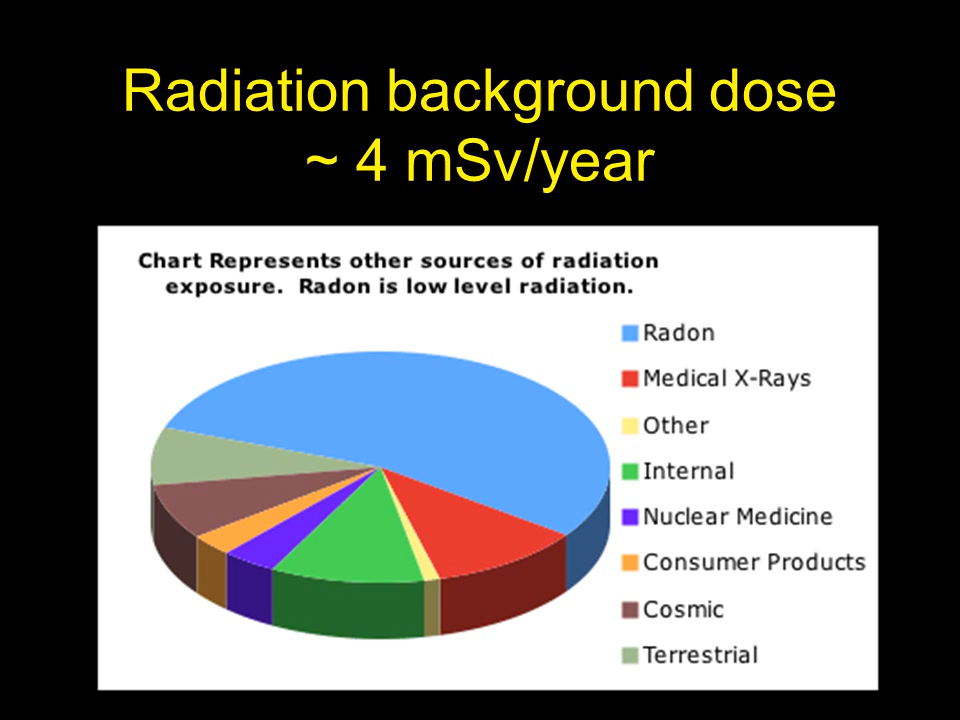 Radiation background dose
~ 4 mSv/year
Chart Represents other sources of radiation
exposure. Radon is low level radiation.
Radon
Medical X-Rays
Other
Internal
Nuclear Medicine
Consumer Products
Cosmic
Terrestrial